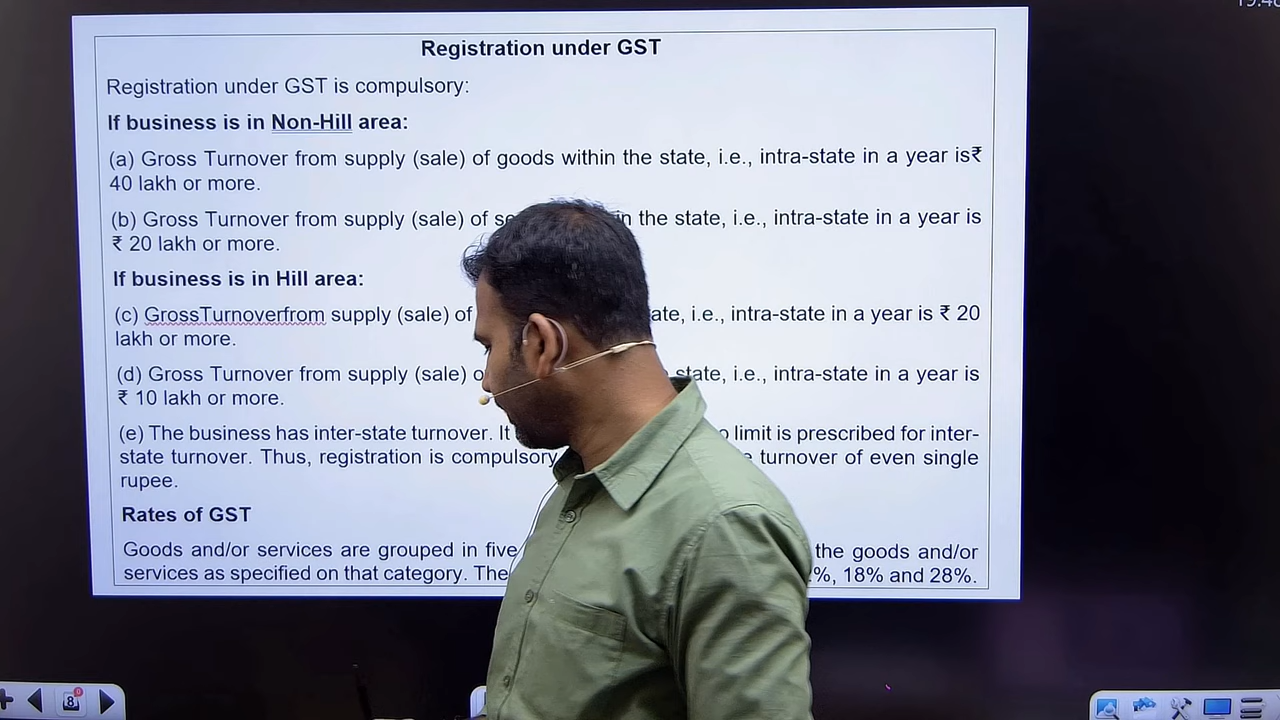 Registration under GST
Registration under GST is compulsory:
If business is in Non-Hill area:
(a) Gross Turnover from supply (sale) of goods within the state, i.e., intra-state in a year is₹
40 lakh or more.
(b) Gross Turnover from supply (sale) of in the state, i.e., intra-state in a year is
₹ 20 lakh or more.
If business is in Hill area:
(c) GrossTurnoverfrom supply (sale) of i.e., intra-state in a year is ₹ 20
lakh or more.
(d) Gross Turnover from supply (sale) state, i.e., intra-state in a year is
₹ 10 lakh or more.
(e) The business has inter-state turnover. It limit is prescribed for inter-
state turnover. Thus, registration is compulsory turnover of even single
rupee.
Rates of GST
Goods and/or services are grouped in five the goods and/or
services as specified on that category. The 18% and 28%.
8